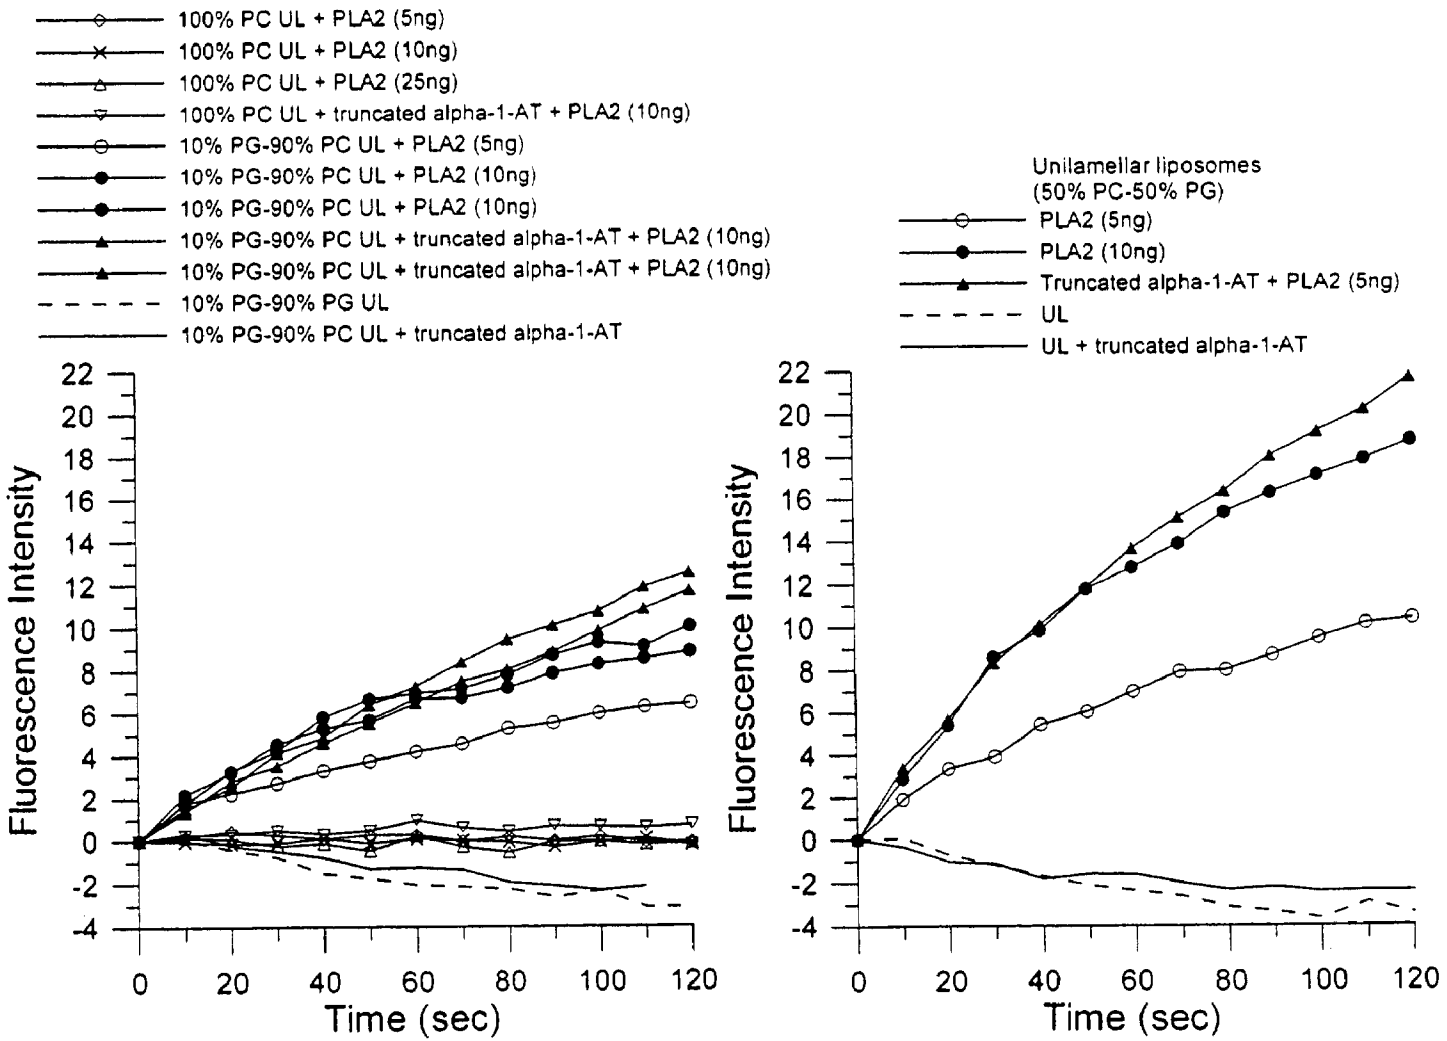 100% PC UL + PLA2 (5ng)
100% PC UL + PLA2 (10ng)
100% PC UL + PLA2 (25ng)
100% PC UL + truncated alpha-1-AT + PLA2 (10ng)
10% PG-90% PC UL + PLA2 (5ng)
10% PG-90% PC UL + PLA2 (10ng)
10% PG-90% PC UL + PLA2 (10ng)
10% PG-90% PC UL + truncated alpha-1-AT + PLA2 (10ng)
10% PG-90% PC UL + truncated alpha-1-AT + PLA2 (10ng)
10% PG-90% PG UL
10% PG-90% PC UL + truncated alpha-1-AT
22
20
18
16
14
12
10
8
6
4
2
0
-2
-4
Fluorescence Intensity
0 20 40 60 80 100 120
Time (sec)
Unilamellar liposomes
(50% PC-50% PG)
PLA2 (5ng)
PLA2 (10ng)
Truncated alpha-1-AT + PLA2 (5ng)
UL
UL + truncated alpha-1-AT
22
20
18
16
14
12
10
8
6
4
2
0
-2
-4
Fluorescence Intensity
0 20 40 60 80 100 120
Time (sec)